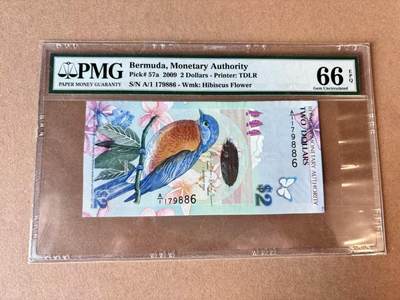 PMG
PAPER MONEY GUARANTY
Bermuda, Monetary Authority
Pick# 57a 2009 2 Dollars - Printer: TDLR
S/N A/1 179886 - Wmk: Hibiscus Flower
66 EPQ
Gem Uncirculated
BERMUDA MONETARY AUTHORITY
TWO DOLLARS
A/1 179886
$2
$2
A/1 179886